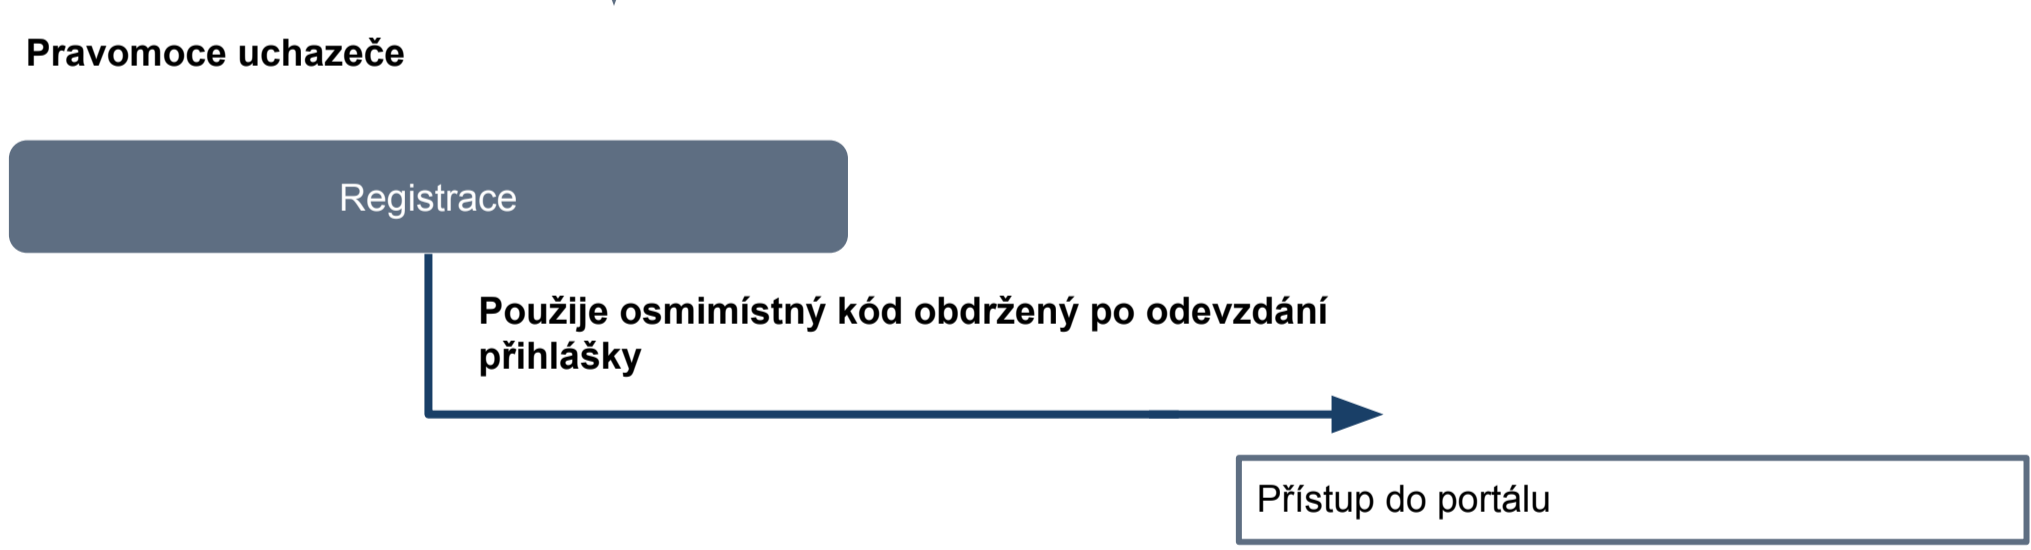 Pravomoce uchazeče
Registrace
Použije osmimístný kód obdržený po odevzdání
přihlášky
Přístup do portálu